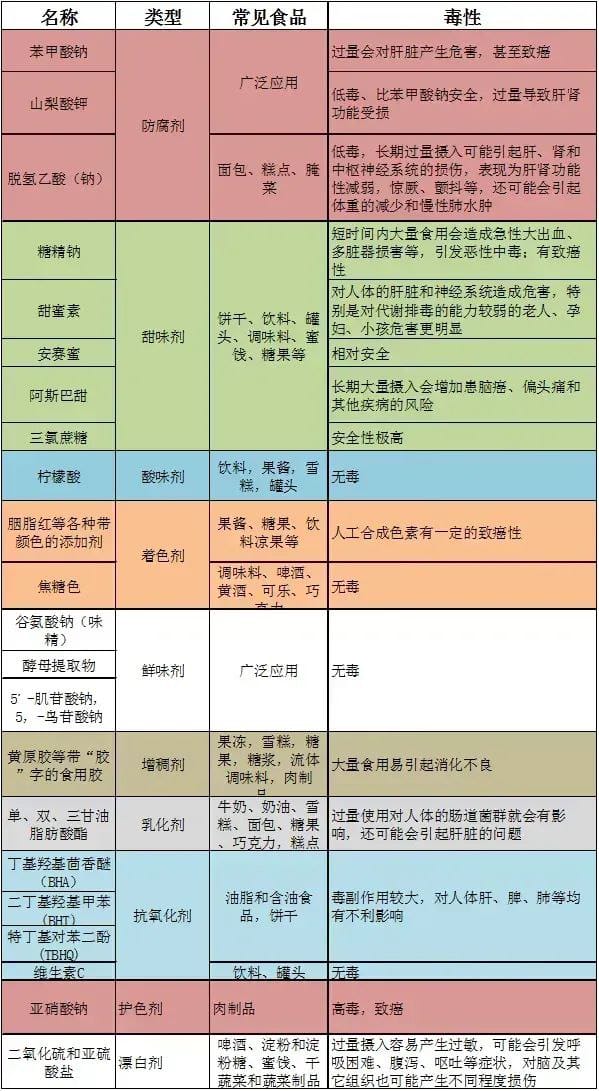 名称 类型 常见食品 毒性
苯甲酸钠
防腐剂
广泛应用
过量会对肝脏产生危害，甚至致癌
山梨酸钾
低毒、比苯甲酸钠安全，过量导致肝肾
功能受损
脱氢乙酸（钠）
面包、糕点、腌
菜
低毒，长期过量摄入可能引起肝、肾和
中枢神经系统的损伤，表现为肝肾功能
性减弱，惊厥、颤抖等，还可能会引起
体重的减少和慢性肺水肿
糖精钠
甜味剂
饼干、饮料、罐
头、调味料、蜜
饯、糖果等
短时间内大量食用会造成急性大出血、
多脏器损害等，引发恶性中毒；有致癌
性
甜蜜素
对人体的肝脏和神经系统造成危害，特
别是对代谢排毒的能力较弱的老人、孕
妇、小孩危害更明显
安赛蜜
相对安全
阿斯巴甜
长期大量摄入会增加患脑癌、偏头痛和
其他疾病的风险
三氯蔗糖
安全性极高
柠檬酸
酸味剂
饮料，果酱，雪
糕，罐头
无毒
胭脂红等各种带
颜色的添加剂
着色剂
果酱、糖果、饮
料凉果等
人工合成色素有一定的致癌性
焦糖色
调味料、啤酒、
黄酒、可乐、巧
克力
无毒
谷氨酸钠（味
精）
鲜味剂
广泛应用
无毒
酵母提取物
5′-肌苷酸钠，
5，-鸟苷酸钠
黄原胶等带“胶
”字的食用胶
增稠剂
果冻，雪糕，糖
果，糖浆，流体
调味料，肉制
品
大量食用易引起消化不良
单、双、三甘油
脂肪酸酯
乳化剂
牛奶、奶油、雪
糕、面包、糖果、
巧克力，糕点
过量使用对人体的肠道菌群就会有影
响，还可能会引起肝脏的问题
丁基羟基茴香醚
（BHA）
抗氧化剂
油脂和含油食
品，饼干
毒副作用较大，对人体肝、脾、肺等均
有不利影响
二丁基羟基甲苯
(BHT)
特丁基对苯二酚
(TBHQ)
维生素C
饮料、罐头
无毒
亚硝酸钠
护色剂
肉制品
高毒，致癌
二氧化硫和亚硫
酸盐
漂白剂
啤酒、淀粉和淀
粉糖、蜜饯、干
蔬菜和蔬菜制品
过量摄入容易产生过敏，可能会引发呼
吸困难、腹泻、呕吐等症状，对脑及其
它组织也可能产生不同程度损伤